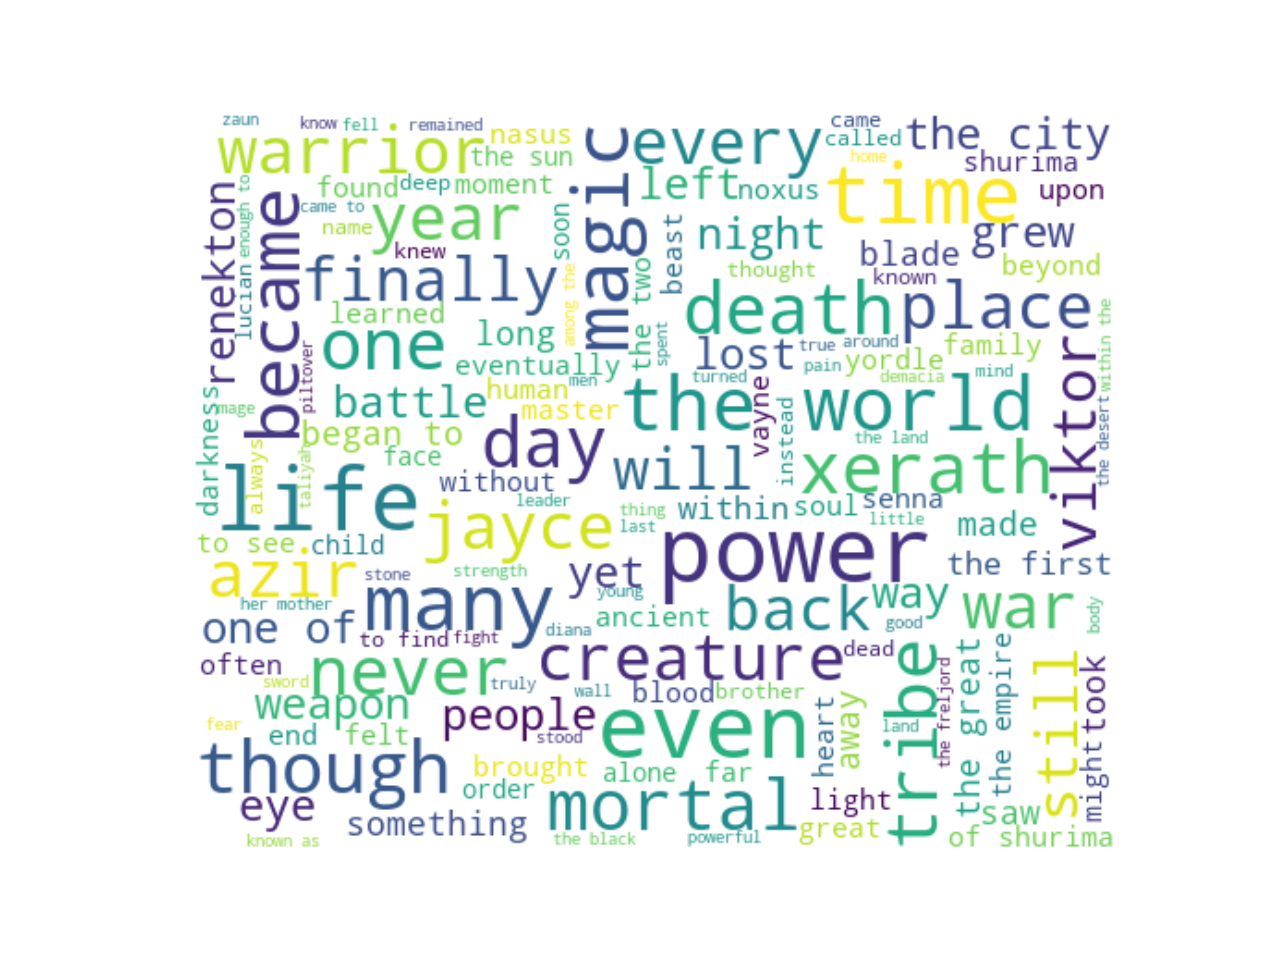 zaun
know
fell
remained
nasus
warrior
the sun
magic
every
came
called
the city
home
shurima
renekton
enough to
became
found
deep
moment
left
noxus
time
upon
came to
year
name
knew
soon
beast
night
grew
blade
known
beyond
lucian
finally
among the
the two
thought
learned
death
place
one
long
spent
lost
true
around
family
within the
piltover
eventually
pain
yordle
demacia
mind
men
human
turned
darkness
mage
battle
master
the world
vayne
instead
viktor
the desert
began to
day
the land
always
taliyah
face
will
xerath
without
life
leader
jayce
thing
last
within
soul
senna
little
made
to see
child
power
azir
stone
strength
yet
the first
her mother
many
young
ancient
back
way
good
war
body
one of
to find
fight
diana
creature
dead
tribe
often
never
sword
truly
wall
blood
brother
the freljord
the great
the empire
still
took
weapon
people
fear
end
felt
stood
even
heart
away
land
though
brought
alone
far
might
eye
order
mortal
light
something
great
saw
known as
the black
powerful
of shurima